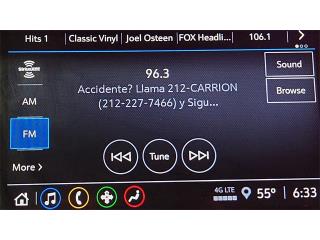 Hits 1 Classic Vinyl Joel Osteen FOX Headli... 106.1
SiriusXM
96.3
Sound
Accidente? Llama 212-CARRION
(212-227-7466) y Sigu...
Browse
AM
FM
Tune
More >
4G LTE 55° 6:33